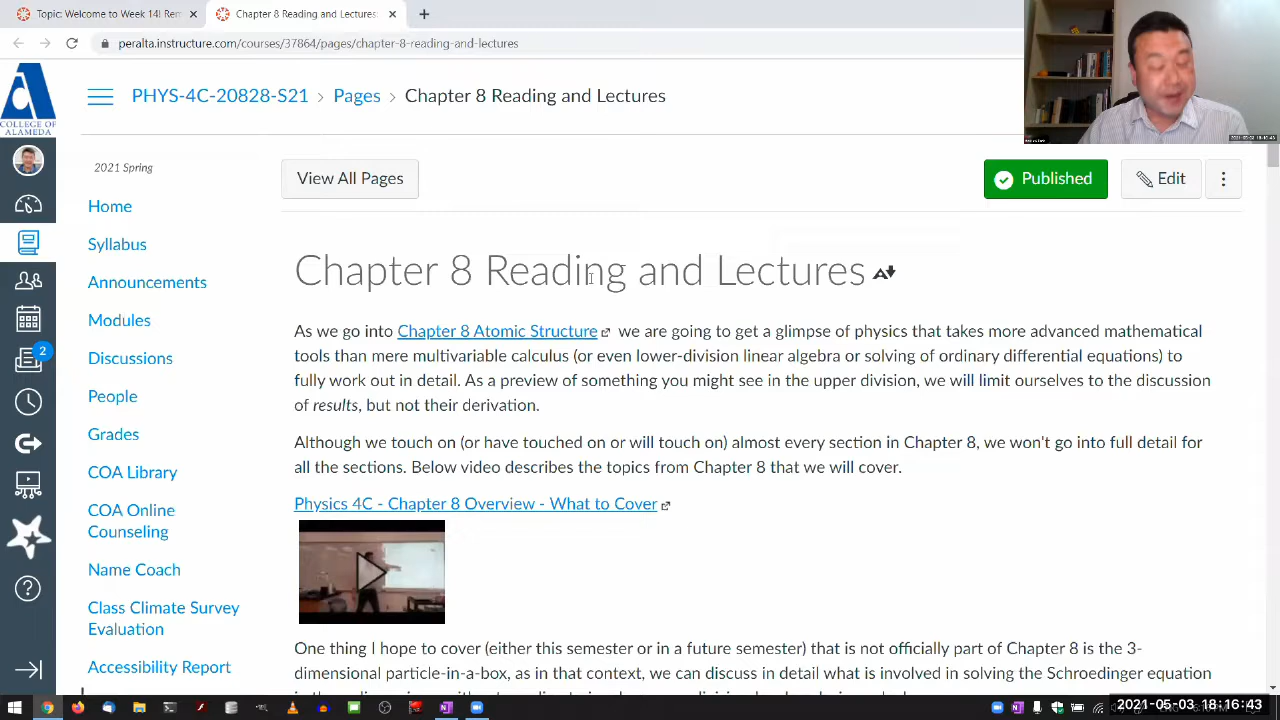 Topic: Welcome to Week 14! Rem
Chapter 8 Reading and Lectures:
peralta.instructure.com/courses/37864/pages/chapter-8-reading-and-lectures
COLLEGE OF
ALAMEDA
PHYS-4C-20828-S21 › Pages › Chapter 8 Reading and Lectures
2021 Spring
Home
Syllabus
Announcements
Modules
Discussions
2
People
Grades
COA Library
COA Online
Counseling
Name Coach
Class Climate Survey
Evaluation
Accessibility Report
View All Pages
Published
Edit
Chapter 8 Reading and Lectures
As we go into Chapter 8 Atomic Structure we are going to get a glimpse of physics that takes more advanced mathematical
tools than mere multivariable calculus (or even lower-division linear algebra or solving of ordinary differential equations) to
fully work out in detail. As a preview of something you might see in the upper division, we will limit ourselves to the discussion
of results, but not their derivation.
Although we touch on (or have touched on or will touch on) almost every section in Chapter 8, we won't go into full detail for
all the sections. Below video describes the topics from Chapter 8 that we will cover.
Physics 4C - Chapter 8 Overview - What to Cover
One thing I hope to cover (either this semester or in a future semester) that is not officially part of Chapter 8 is the 3-
dimensional particle-in-a-box, as in that context, we can discuss in detail what is involved in solving the Schroedinger equation
2021-05-03 18:16:43